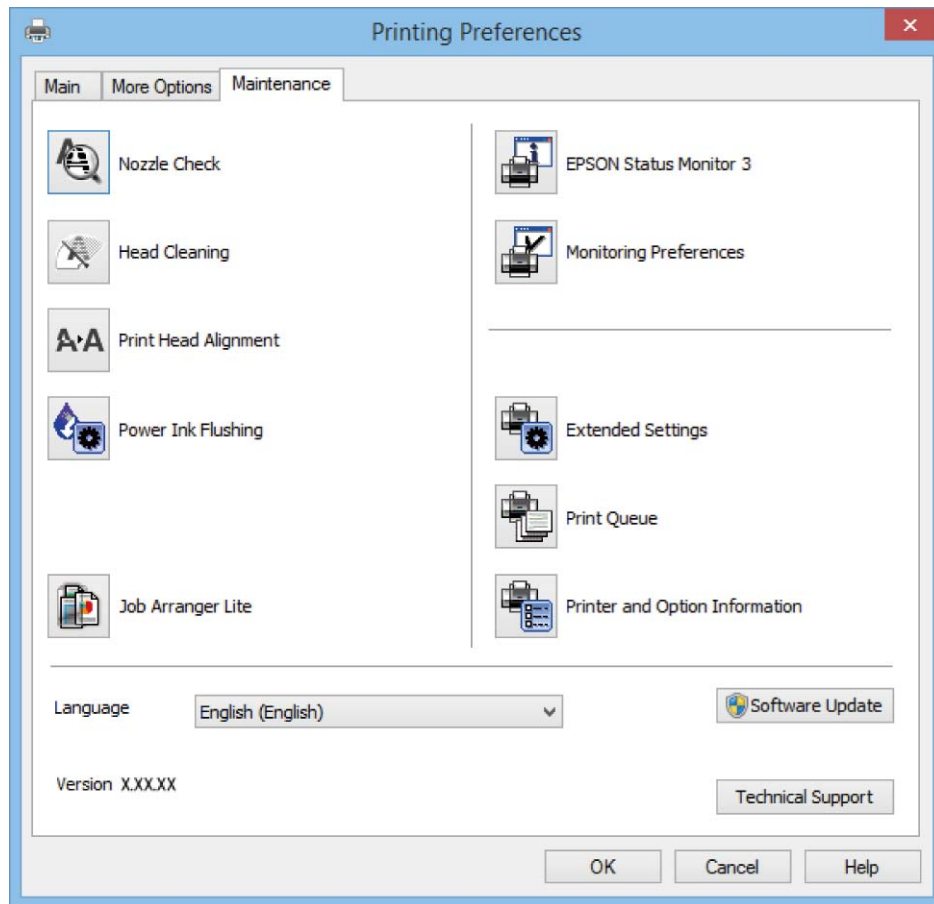 Printing Preferences
Main
More Options
Maintenance
Nozzle Check
Head Cleaning
A A Print Head Alignment
Power Ink Flushing
Job Arranger Lite
EPSON Status Monitor 3
Monitoring Preferences
Extended Settings
Print Queue
Printer and Option Information
Language
English (English)
Software Update
Version X.XX.XX
Technical Support
OK
Cancel
Help